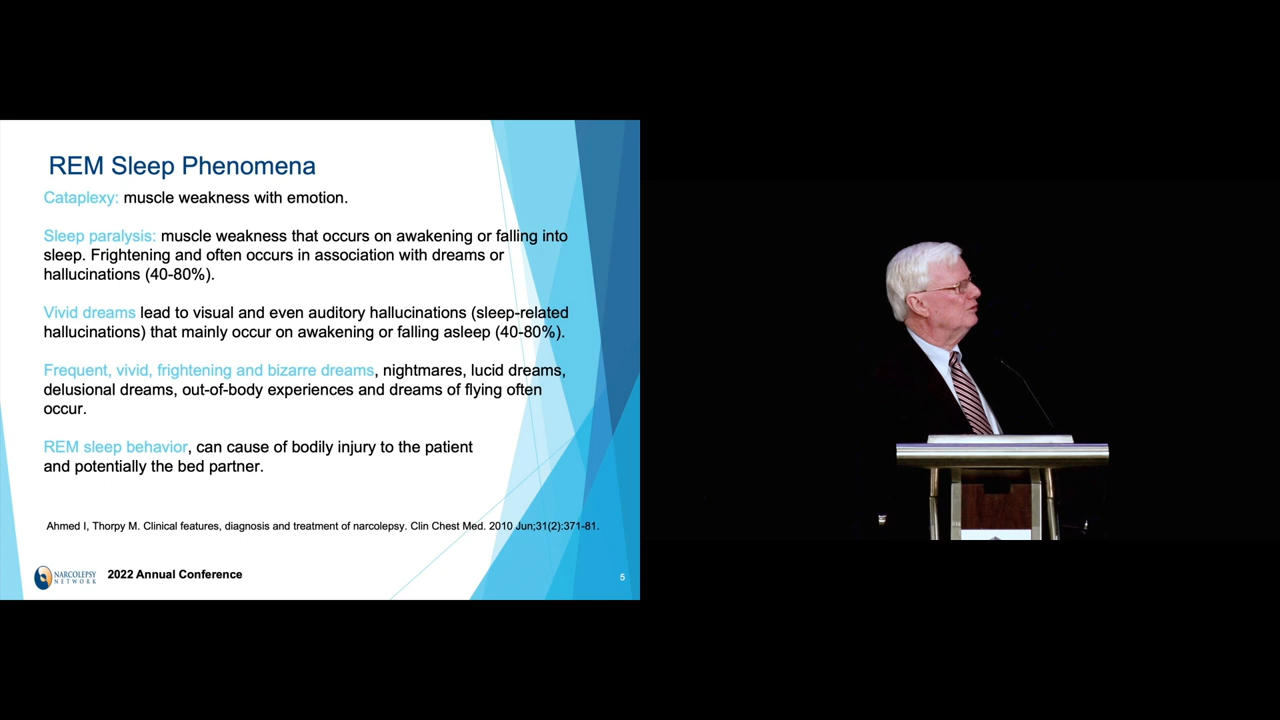 REM Sleep Phenomena
Cataplexy: muscle weakness with emotion.
Sleep paralysis: muscle weakness that occurs on awakening or falling into
sleep. Frightening and often occurs in association with dreams or
hallucinations (40-80%).
Vivid dreams lead to visual and even auditory hallucinations (sleep-related
hallucinations) that mainly occur on awakening or falling asleep (40-80%).
Frequent, vivid, frightening and bizarre dreams, nightmares, lucid dreams,
delusional dreams, out-of-body experiences and dreams of flying often
occur.
REM sleep behavior, can cause of bodily injury to the patient
and potentially the bed partner.
Ahmed I, Thorpy M. Clinical features, diagnosis and treatment of narcolepsy. Clin Chest Med. 2010 Jun;31(2):371-81.
NARCOLEPSY
NETWORK
2022 Annual Conference
5